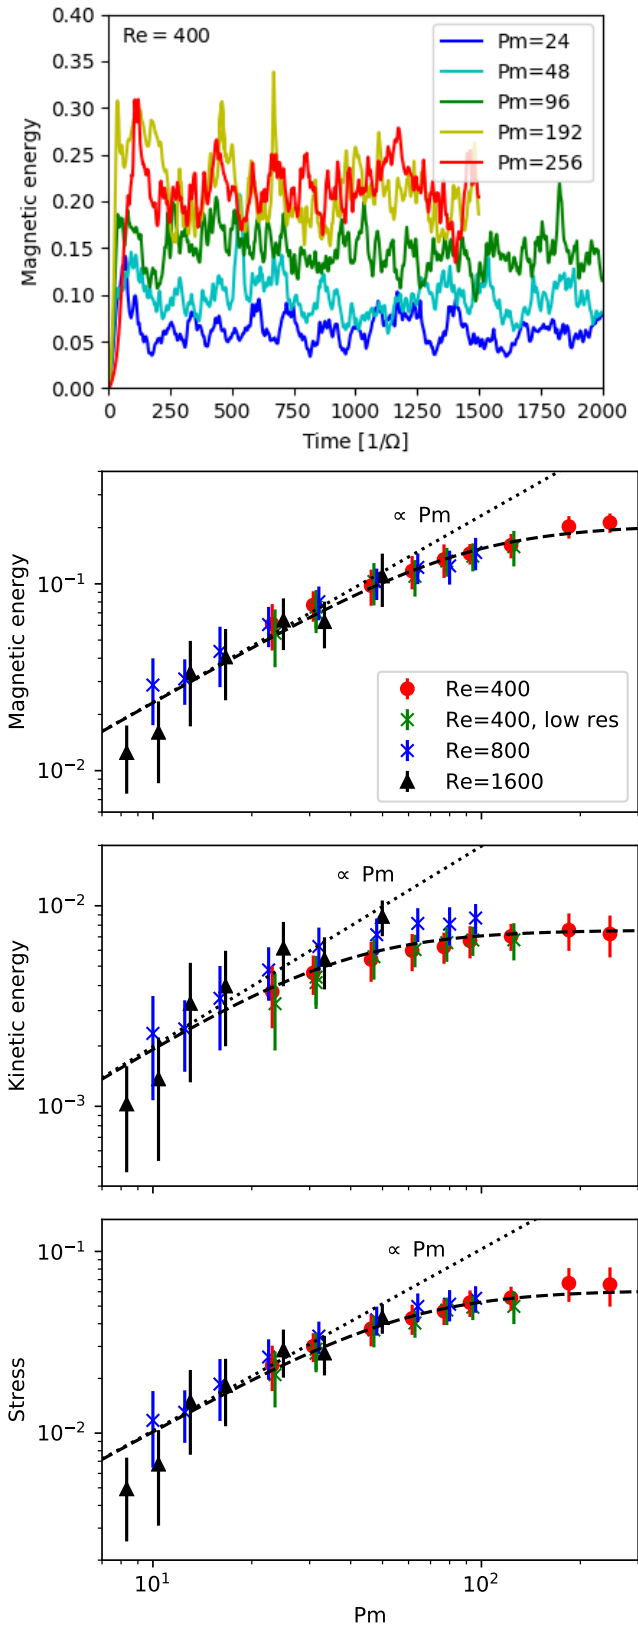 Re = 400
Pm=24
Pm=48
Pm=96
Pm=192
Pm=256
Magnetic energy
0.40
0.35
0.30
0.25
0.20
0.15
0.10
0.05
0.00
0 250 500 750 1000 1250 1500 1750 2000
Time [1/Ω]
∝ Pm
Magnetic energy
10⁻¹
10⁻²
Re=400
Re=400, low res
Re=800
Re=1600
∝ Pm
Kinetic energy
10⁻²
10⁻³
∝ Pm
Stress
10⁻¹
10⁻²
10¹ 10²
Pm